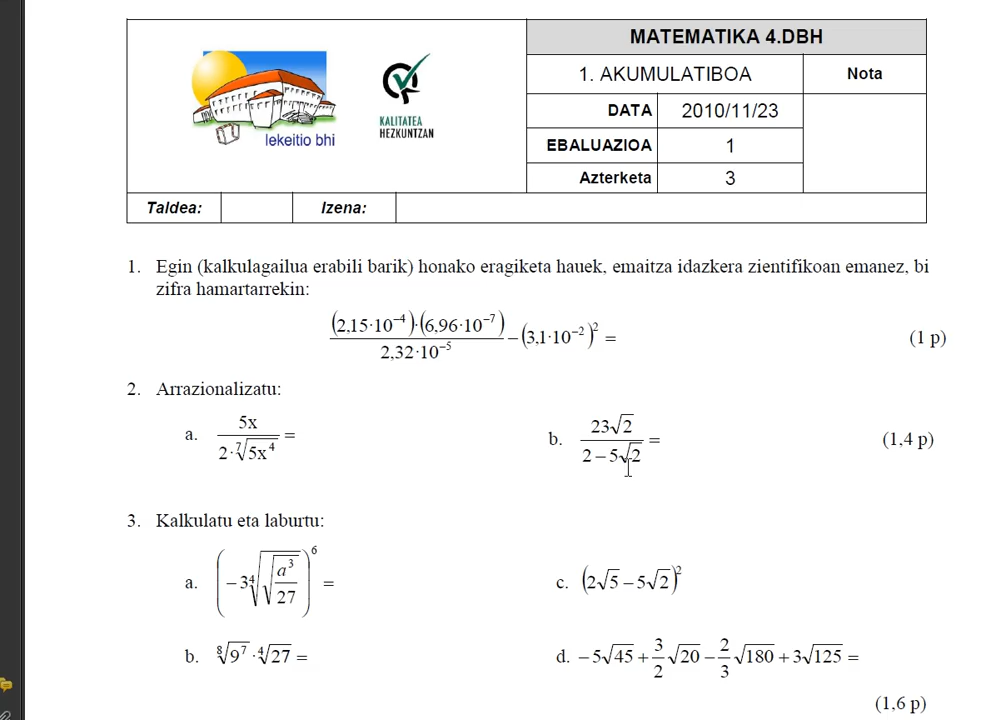 MATEMATIKA 4.DBH
1. AKUMULATIBOA
Nota
DATA 2010/11/23
KALITATEA
HEZKUNTZAN
lekeitio bhi
EBALUAZIOA 1
Azterketa 3
Taldea: Izena:
1. Egin (kalkulagailua erabili barik) honako eragiketa hauek, emaitza idazkera zientifikoan emanez, bi
zifra hamartarrekin:
(2,15·10⁻⁴)·(6,96·10⁻⁷) / 2,32·10⁻⁵ − (3,1·10⁻²)² = (1 p)
2. Arrazionalizatu:
a. 5x / 2·⁷√(5x⁴) = b. 23√2 / 2−5√2 = (1,4 p)
3. Kalkulatu eta laburtu:
a. (−3⁴√(√(a³/27)))⁶ = c. (2√5−5√2)²
b. ⁸√(9⁷)·⁴√27 = d. −5√45 + 3/2 √20 − 2/3 √180 + 3√125 =
(1,6 p)